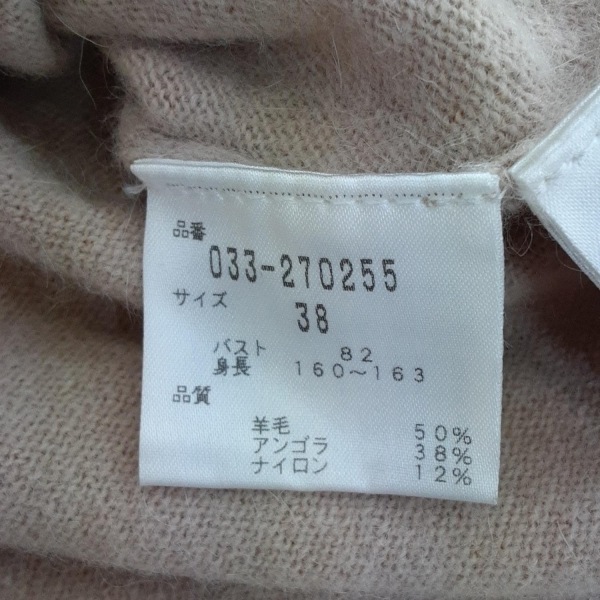 品番
033-270255
サイズ
38
バスト 82
身長 160～163
品質
羊毛 50%
アンゴラ 38%
ナイロン 12%